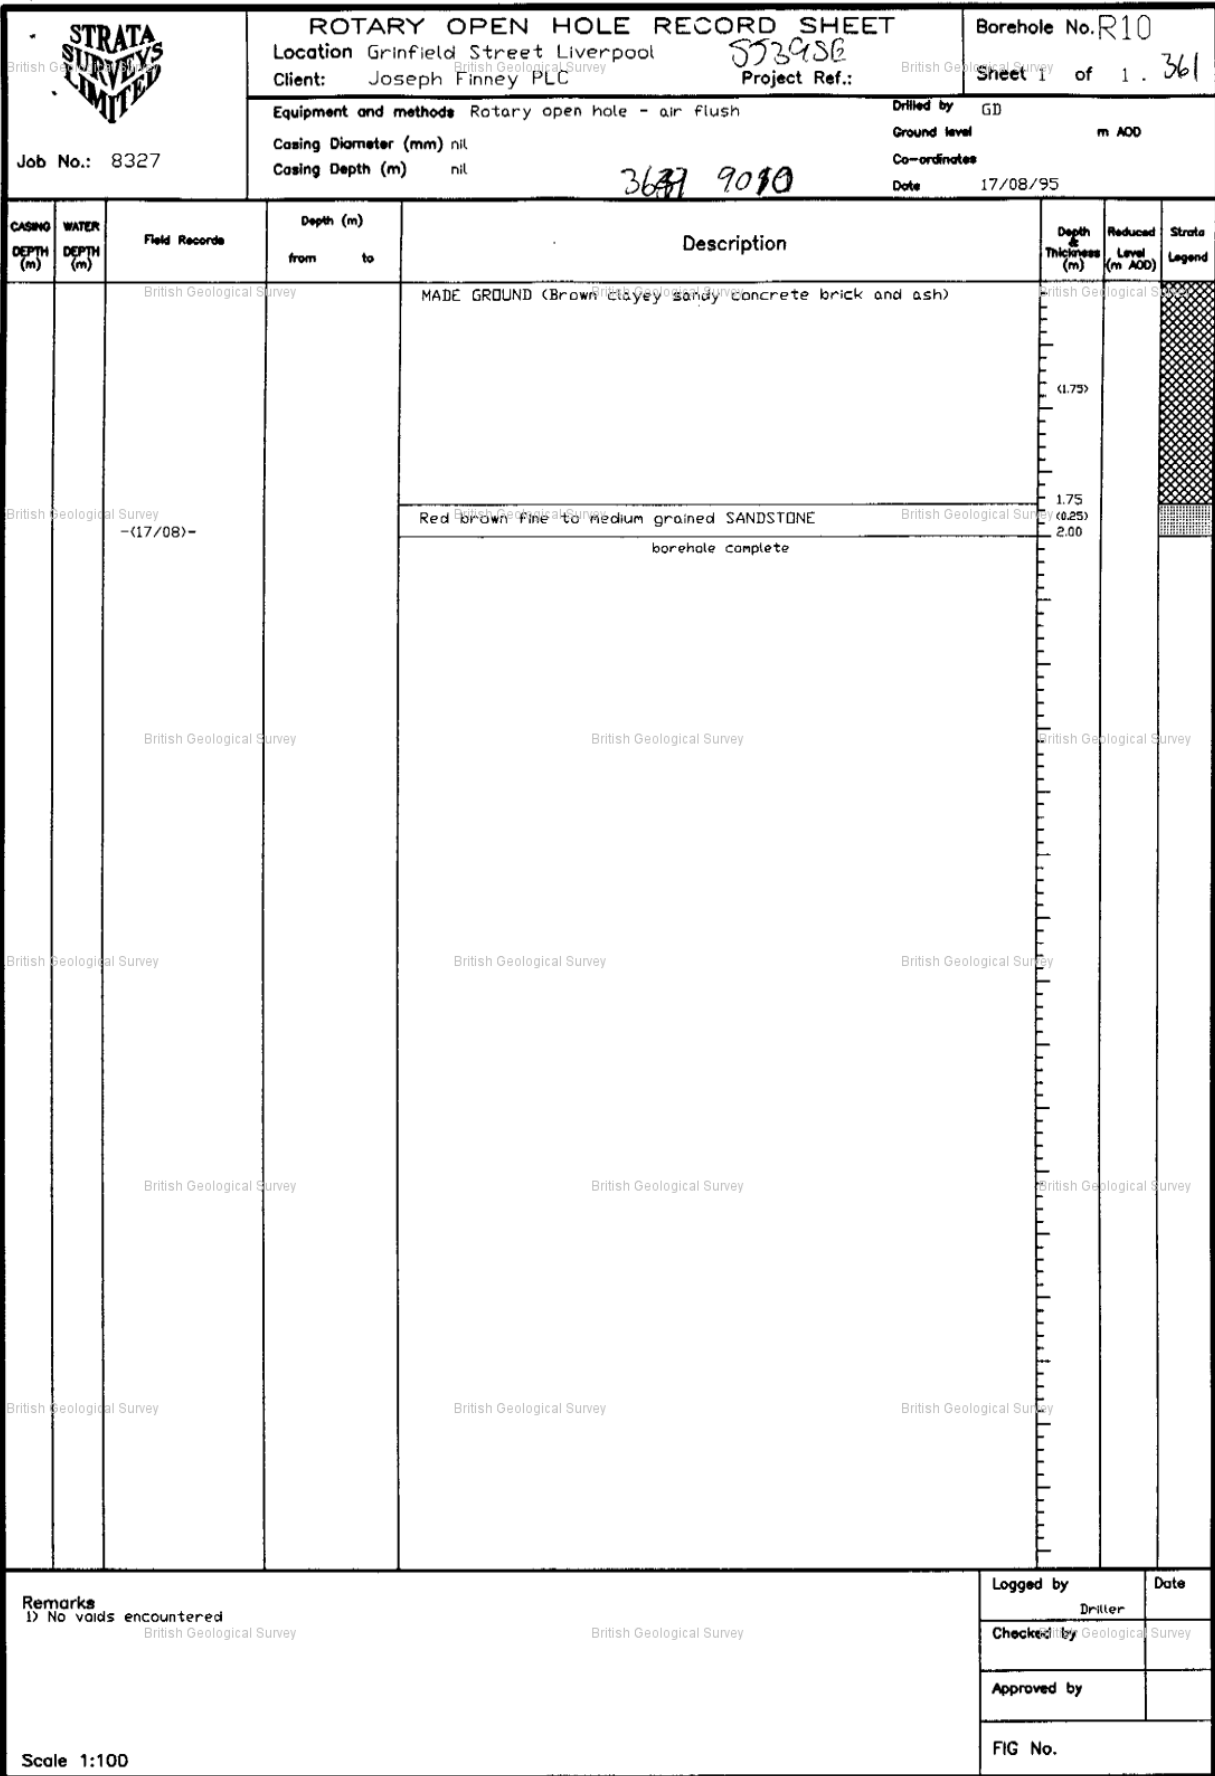 STRATA
SURVEYS
LIMITED
Job No.: 8327
ROTARY OPEN HOLE RECORD SHEET
Location Grinfield Street Liverpool
SJ39SE
Client: Joseph Finney PLC
Project Ref.:
Borehole No. R10
Sheet 1 of 1 . 361
Equipment and methods Rotary open hole - air flush
Casing Diameter (mm) nil
Casing Depth (m) nil
9010
Drilled by GD
Ground level m AOD
Co-ordinates
Date 17/08/95
CASING DEPTH (m)
WATER DEPTH (m)
Field Records
Depth (m)
from to
Description
Depth & Thickness (m)
Reduced Level (m AOD)
Strata Legend
MADE GROUND (Brown clayey sandy concrete brick and ash)
(1.75)
1.75
Red brown fine to medium grained SANDSTONE
(0.25)
-(17/08)-
2.00
borehole complete
British Geological Survey
Remarks
1) No voids encountered
Scale 1:100
Logged by
Driller
Date
Checked by
Approved by
FIG No.